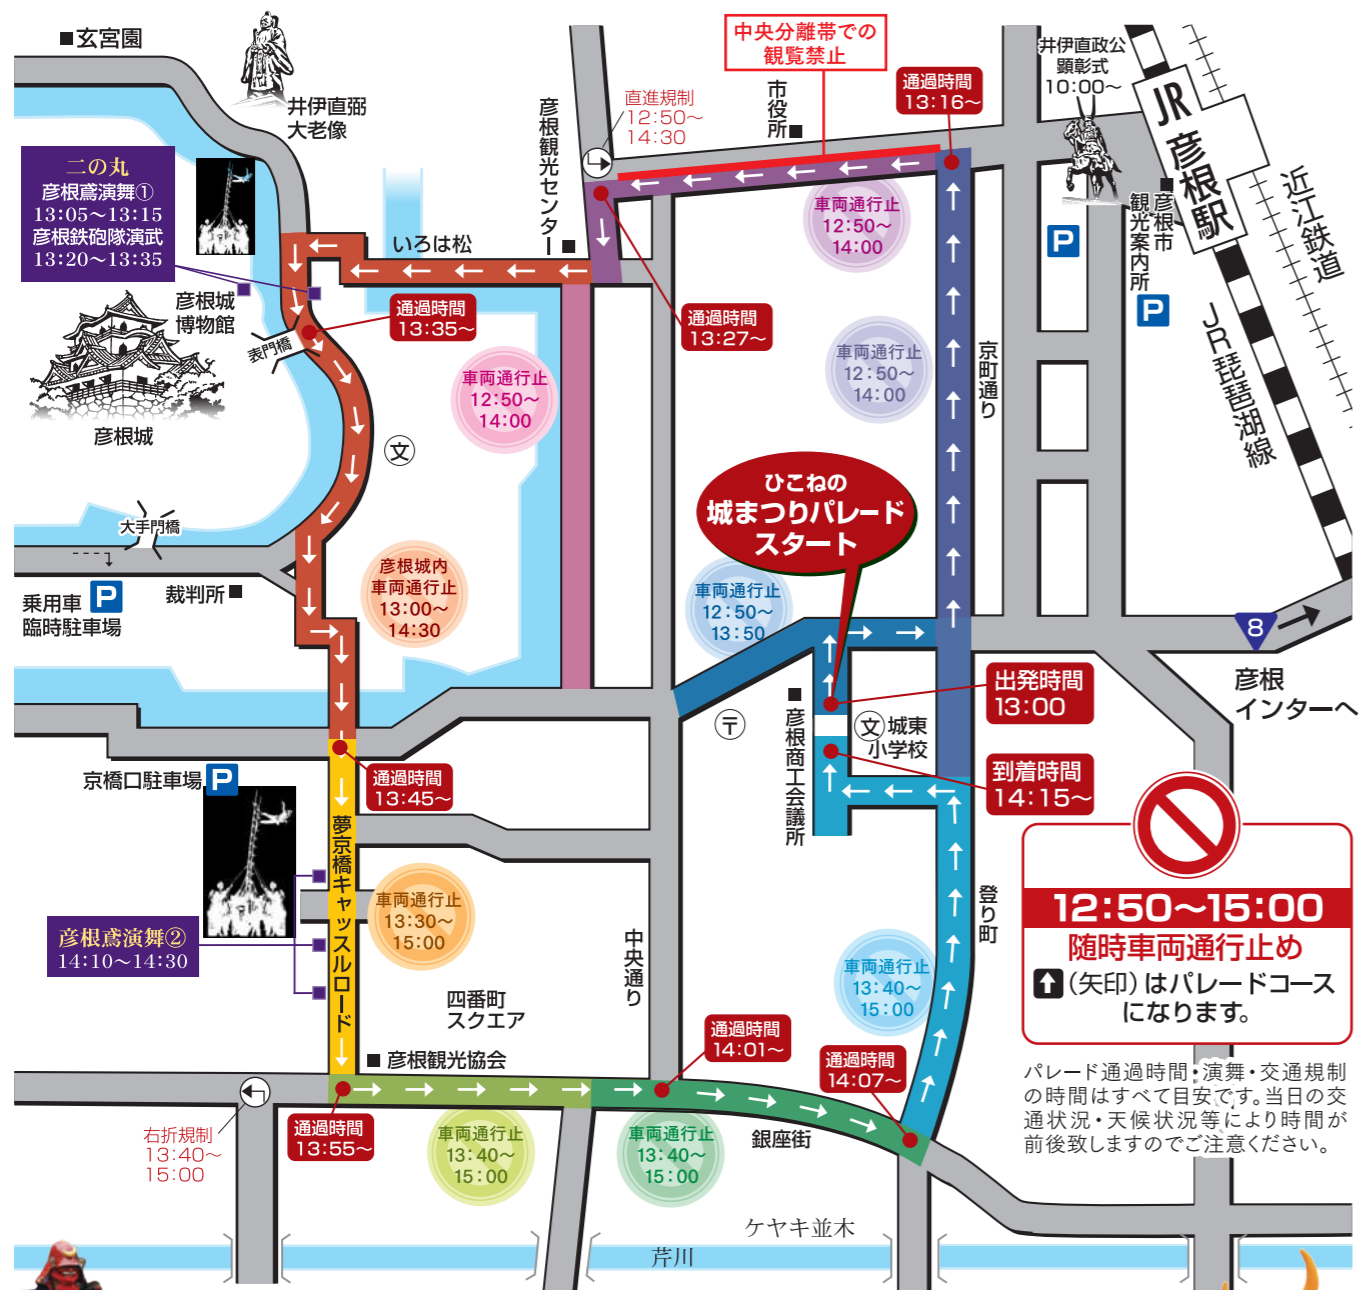 ■玄宮園
井伊直弼
大老像
二の丸
彦根鳶演舞①
13:05～13:15
彦根鉄砲隊演武
13:20～13:35
彦根城
博物館
表門橋
彦根城
大手門橋
乗用車 P
臨時駐車場
裁判所■
いろは松
彦根観光センター■
直進規制
12:50～
14:30
中央分離帯での
観覧禁止
市役所■
通過時間
13:16～
井伊直政公
顕彰式
10:00～
JR彦根駅
近江鉄道
JR琵琶湖線
■彦根市
観光案内所
P
P
車両通行止
12:50～
14:00
通過時間
13:27～
通過時間
13:35～
車両通行止
12:50～
14:00
車両通行止
12:50～
14:00
京町通り
文
ひこねの
城まつりパレード
スタート
彦根城内
車両通行止
13:00～
14:30
車両通行止
12:50～
13:50
8
彦根
インターへ
出発時間
13:00
〒
■彦根商工会議所
文 城東
小学校
到着時間
14:15～
京橋口駐車場 P
通過時間
13:45～
夢京橋キャッスルロード
彦根鳶演舞②
14:10～14:30
車両通行止
13:30～
15:00
四番町
スクエア
中央通り
登り町
車両通行止
13:40～
15:00
12:50～15:00
随時車両通行止め
↑(矢印)はパレードコース
になります。
パレード通過時間・演舞・交通規制
の時間はすべて目安です。当日の交
通状況・天候状況等により時間が
前後致しますのでご注意ください。
■彦根観光協会
通過時間
14:01～
通過時間
14:07～
通過時間
13:55～
右折規制
13:40～
15:00
車両通行止
13:40～
15:00
車両通行止
13:40～
15:00
銀座街
ケヤキ並木
芹川